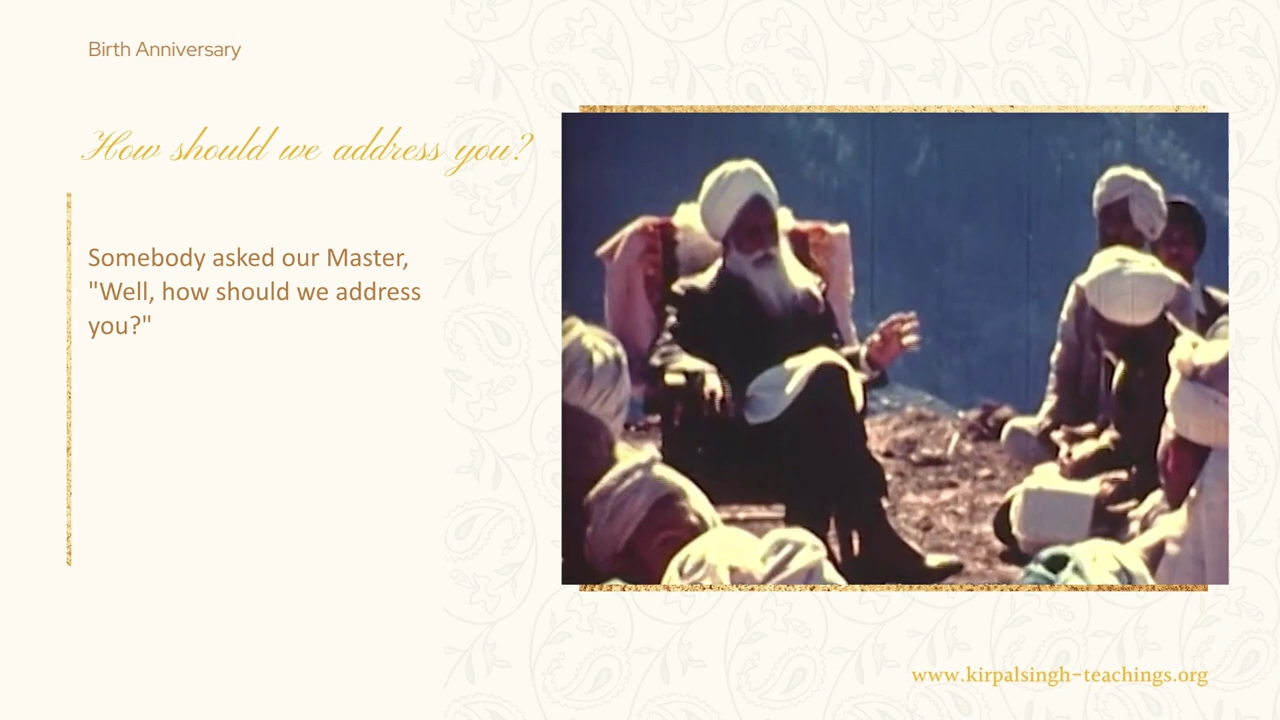 Birth Anniversary
How should we address you?
Somebody asked our Master,
"Well, how should we address
you?"
www.kirpalsingh-teachings.org